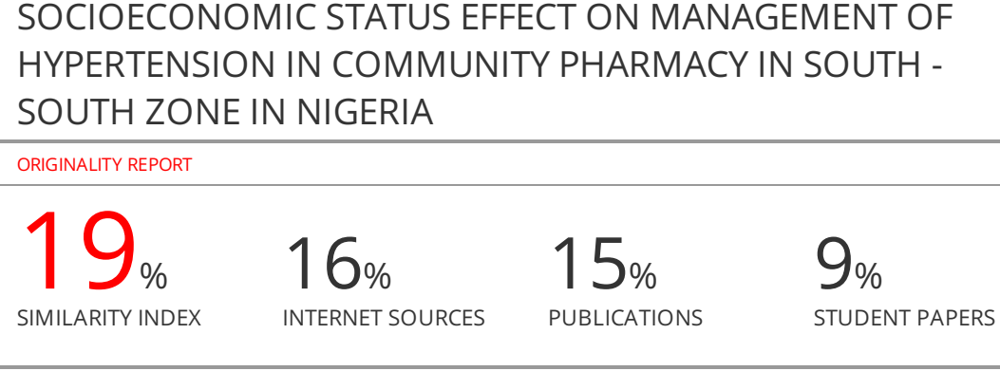 SOCIOECONOMIC STATUS EFFECT ON MANAGEMENT OF
HYPERTENSION IN COMMUNITY PHARMACY IN SOUTH -
SOUTH ZONE IN NIGERIA
ORIGINALITY REPORT
19% 16% 15% 9%
SIMILARITY INDEX INTERNET SOURCES PUBLICATIONS STUDENT PAPERS